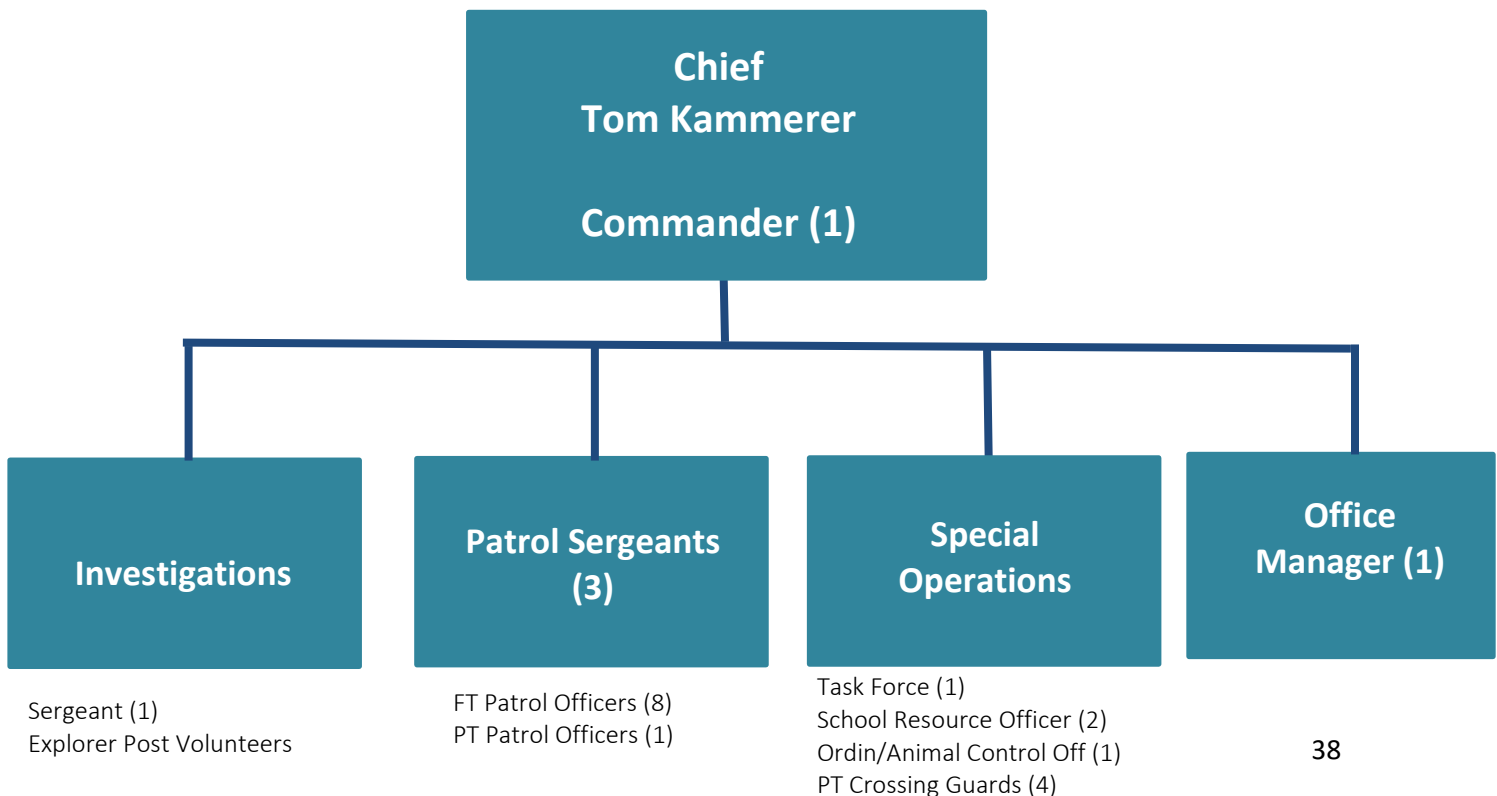 Chief
Tom Kammerer
Commander (1)
Investigations
Patrol Sergeants
(3)
Special
Operations
Office
Manager (1)
Sergeant (1)
Explorer Post Volunteers
FT Patrol Officers (8)
PT Patrol Officers (1)
Task Force (1)
School Resource Officer (2)
Ordin/Animal Control Off (1)
PT Crossing Guards (4)
38